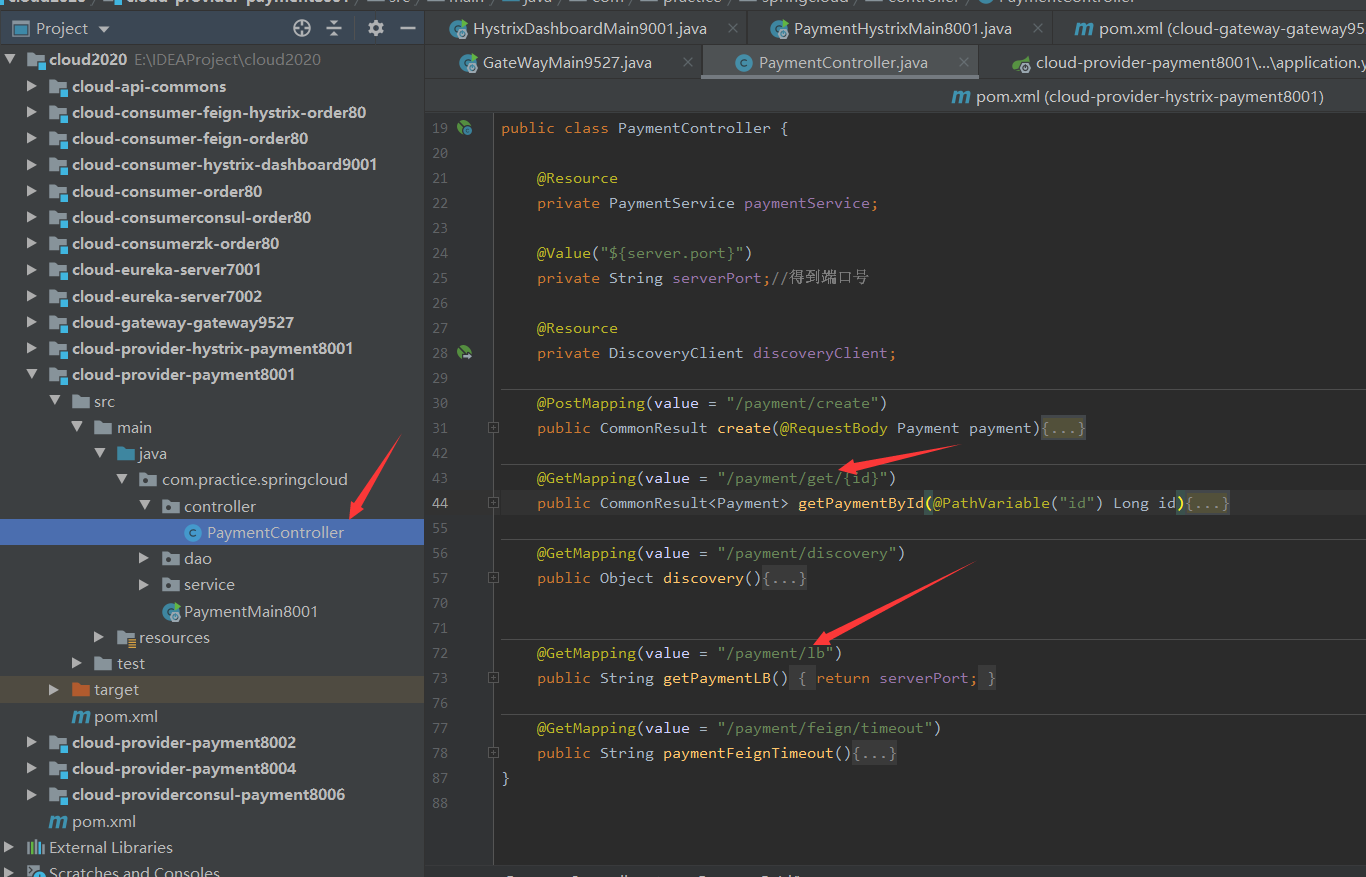 Project
cloud2020 E:\IDEAProject\cloud2020
cloud-api-commons
cloud-consumer-feign-hystrix-order80
cloud-consumer-feign-order80
cloud-consumer-hystrix-dashboard9001
cloud-consumer-order80
cloud-consumerconsul-order80
cloud-consumerzk-order80
cloud-eureka-server7001
cloud-eureka-server7002
cloud-gateway-gateway9527
cloud-provider-hystrix-payment8001
cloud-provider-payment8001
src
main
java
com.practice.springcloud
controller
PaymentController
dao
service
PaymentMain8001
resources
test
target
pom.xml
cloud-provider-payment8002
cloud-provider-payment8004
cloud-providerconsul-payment8006
pom.xml
External Libraries
Scratches and Consoles
HystrixDashboardMain9001.java
PaymentHystrixMain8001.java
pom.xml (cloud-gateway-gateway95
GateWayMain9527.java
PaymentController.java
cloud-provider-payment8001\...\application.y
pom.xml (cloud-provider-hystrix-payment8001)
19 public class PaymentController {
20
21 @Resource
22 private PaymentService paymentService;
23
24 @Value("${server.port}")
25 private String serverPort;//得到端口号
26
27 @Resource
28 private DiscoveryClient discoveryClient;
29
30 @PostMapping(value = "/payment/create")
31 public CommonResult create(@RequestBody Payment payment){...}
42
43 @GetMapping(value = "/payment/get/{id}")
44 public CommonResult<Payment> getPaymentById(@PathVariable("id") Long id){...}
55
56 @GetMapping(value = "/payment/discovery")
57 public Object discovery(){...}
70
71
72 @GetMapping(value = "/payment/lb")
73 public String getPaymentLB() { return serverPort; }
76
77 @GetMapping(value = "/payment/feign/timeout")
78 public String paymentFeignTimeout(){...}
87 }
88